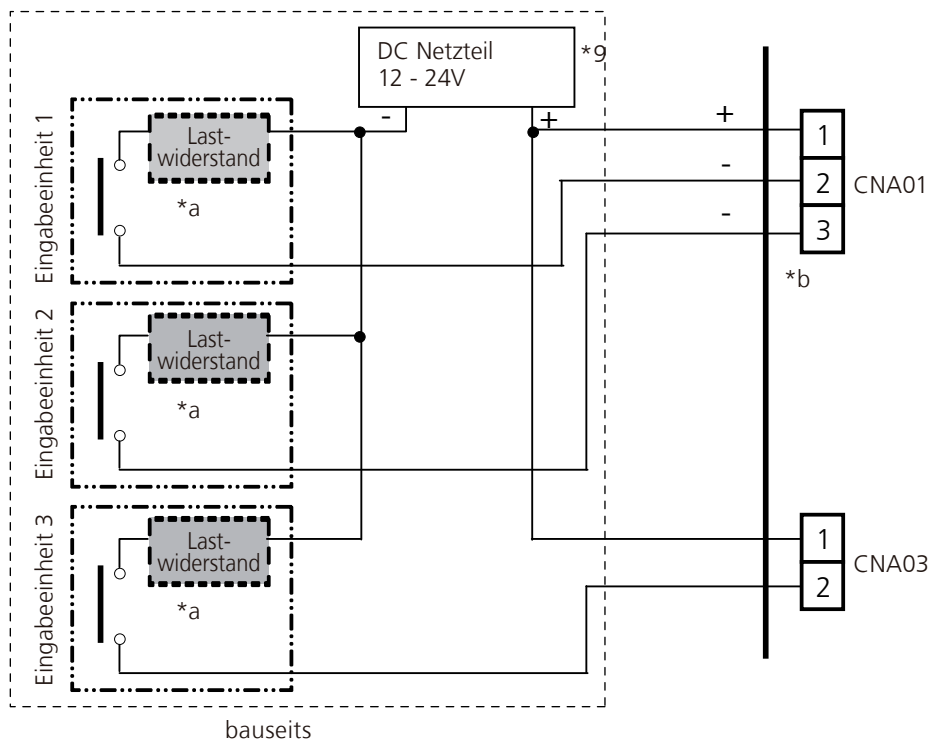 DC Netzteil
12 - 24V
*9
-
+
+
1
-
2
CNA01
-
3
*b
Eingabeeinheit 1
Last-
widerstand
*a
Eingabeeinheit 2
Last-
widerstand
*a
Eingabeeinheit 3
Last-
widerstand
*a
1
CNA03
2
bauseits